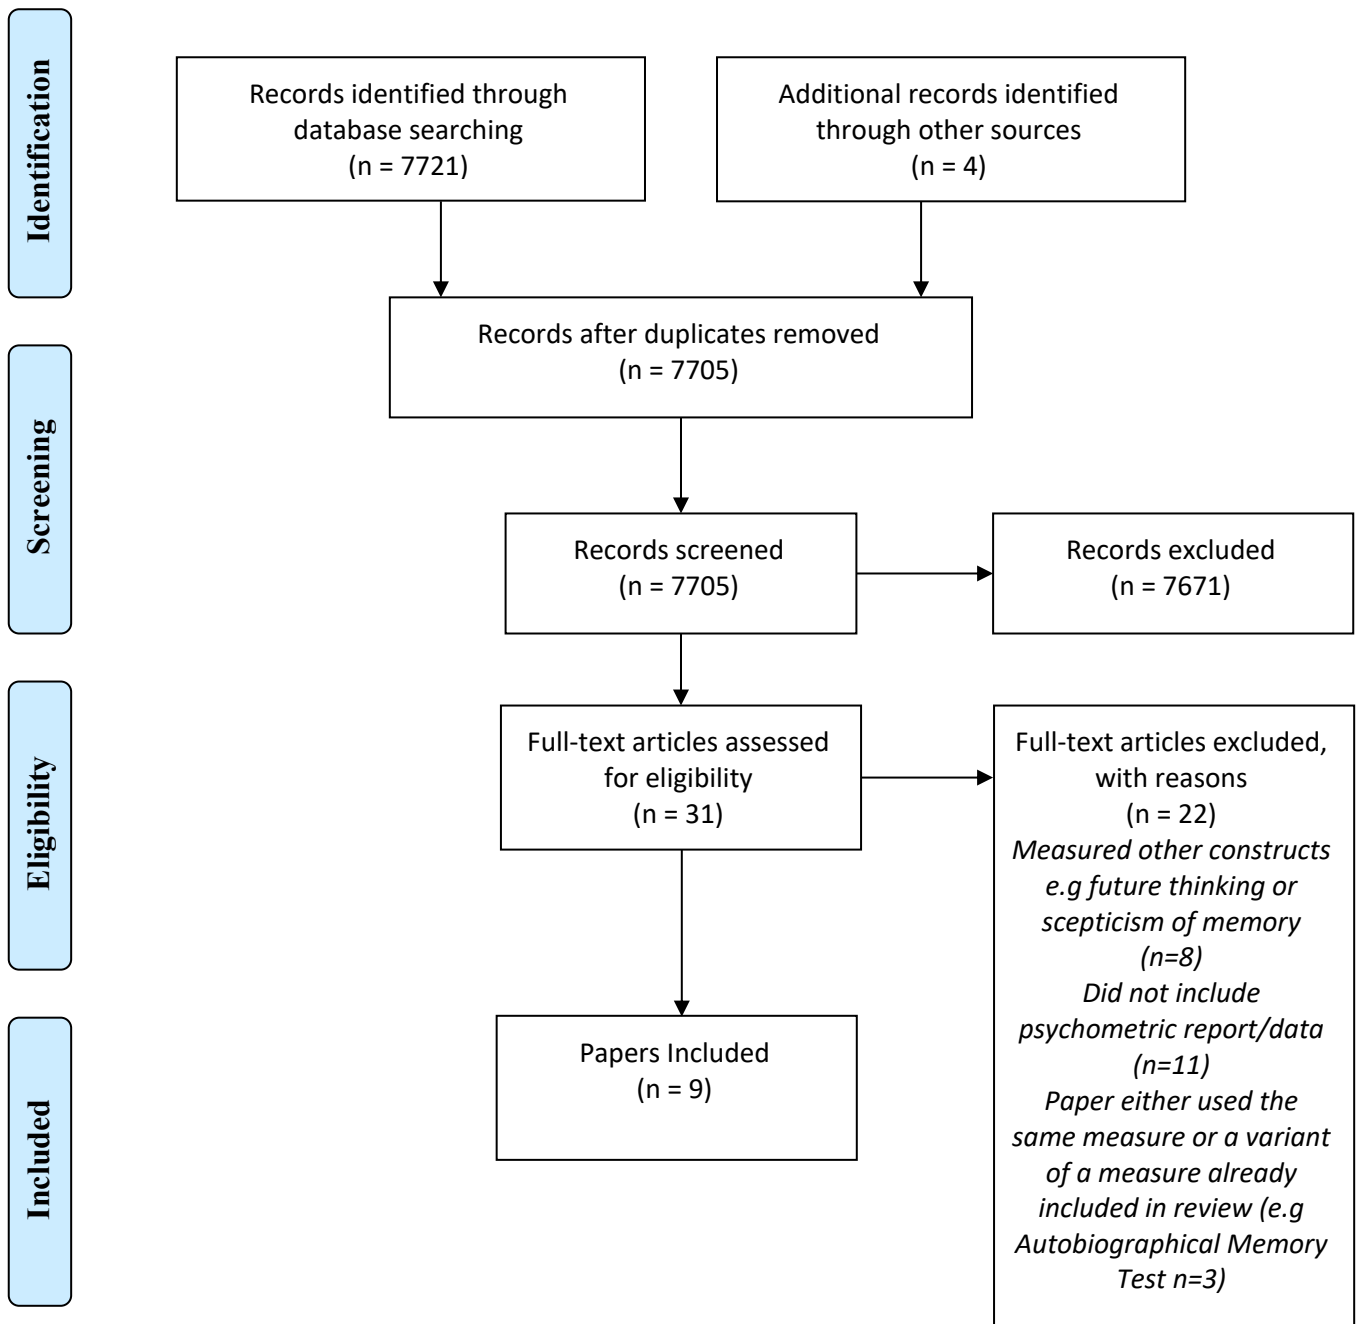 Identification
Records identified through
database searching
(n = 7721)
Additional records identified
through other sources
(n = 4)
Records after duplicates removed
(n = 7705)
Screening
Records screened
(n = 7705)
Records excluded
(n = 7671)
Eligibility
Full-text articles assessed
for eligibility
(n = 31)
Full-text articles excluded,
with reasons
(n = 22)
Measured other constructs
e.g future thinking or
scepticism of memory
(n=8)
Did not include
psychometric report/data
(n=11)
Paper either used the
same measure or a variant
of a measure already
included in review (e.g
Autobiographical Memory
Test n=3)
Included
Papers Included
(n = 9)